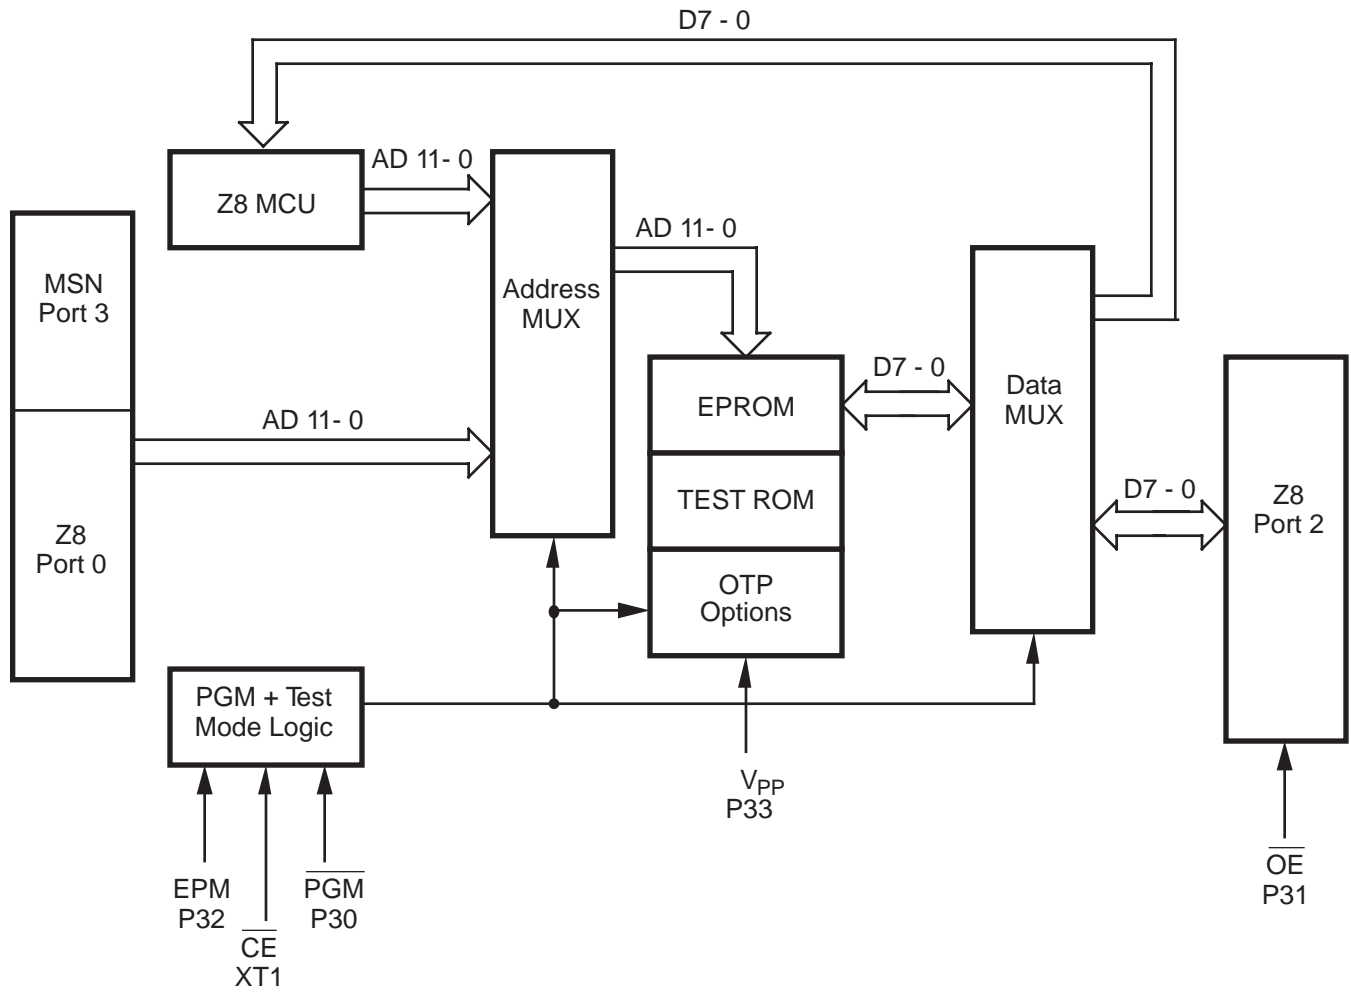 D7 - 0
AD 11- 0
Z8 MCU
AD 11- 0
MSN
Port 3
Address
MUX
D7 - 0
Data
MUX
EPROM
AD 11- 0
D7 - 0
TEST ROM
Z8
Port 2
Z8
Port 0
OTP
Options
PGM + Test
Mode Logic
VPP
P33
EPM
P32
CE
XT1
PGM
P30
OE
P31